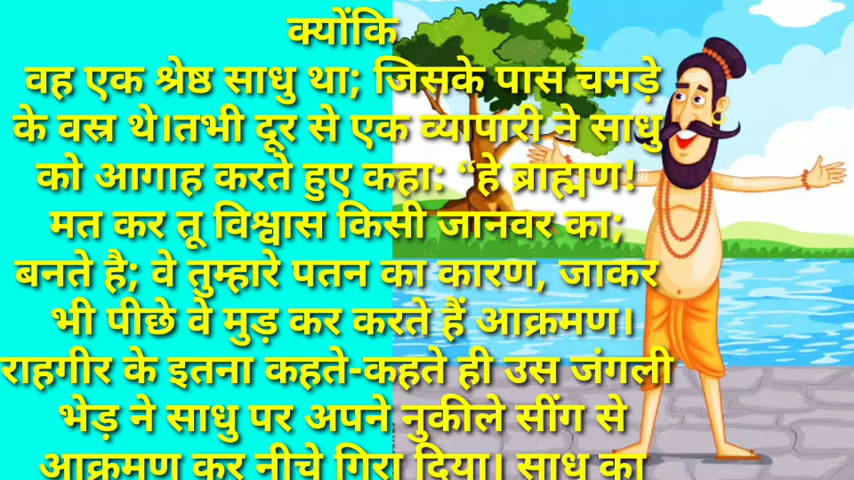 क्योंकि
वह एक श्रेष्ठ साधु था; जिसके पास चमड़े
के वस्त्र थे।तभी दूर से एक व्यापारी ने साधु
को आगाह करते हुए कहा: “हे ब्राह्मण!
मत कर तू विश्वास किसी जानवर का;
बनते है; वे तुम्हारे पतन का कारण, जाकर
भी पीछे वे मुड़ कर करते हैं आक्रमण।
राहगीर के इतना कहते-कहते ही उस जंगली
भेड़ ने साधु पर अपने नुकीले सींग से
आक्रमण कर नीचे गिरा दिया। साधु का